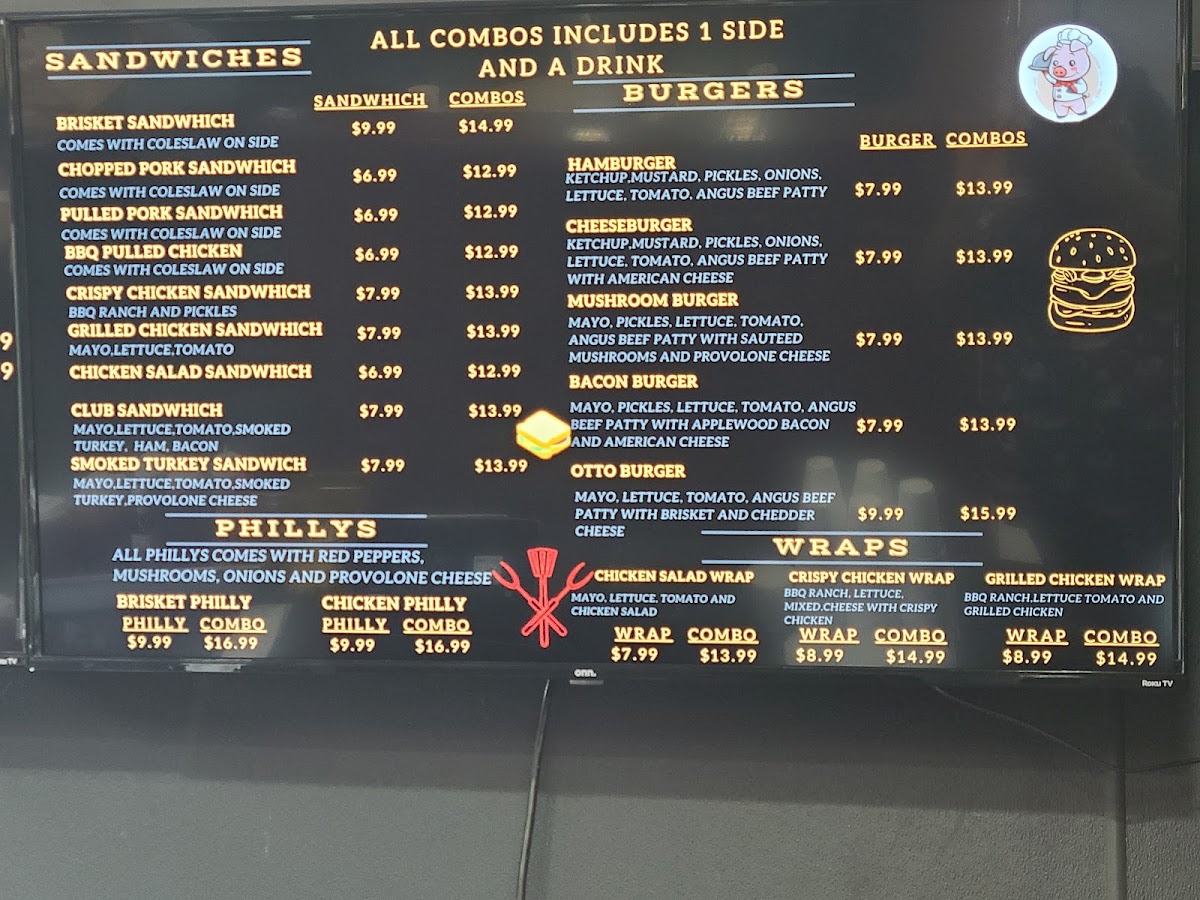 ALL COMBOS INCLUDES 1 SIDE
AND A DRINK
SANDWICHES
SANDWHICH COMBOS
BRISKET SANDWHICH $9.99 $14.99
COMES WITH COLESLAW ON SIDE
CHOPPED PORK SANDWHICH $6.99 $12.99
COMES WITH COLESLAW ON SIDE
PULLED PORK SANDWHICH $6.99 $12.99
COMES WITH COLESLAW ON SIDE
BBQ PULLED CHICKEN $6.99 $12.99
COMES WITH COLESLAW ON SIDE
CRISPY CHICKEN SANDWHICH $7.99 $13.99
BBQ RANCH AND PICKLES
GRILLED CHICKEN SANDWHICH $7.99 $13.99
MAYO,LETTUCE,TOMATO
CHICKEN SALAD SANDWHICH $6.99 $12.99
CLUB SANDWHICH $7.99 $13.99
MAYO,LETTUCE,TOMATO,SMOKED
TURKEY, HAM, BACON
SMOKED TURKEY SANDWICH $7.99 $13.99
MAYO,LETTUCE,TOMATO,SMOKED
TURKEY,PROVOLONE CHEESE
PHILLYS
ALL PHILLYS COMES WITH RED PEPPERS,
MUSHROOMS, ONIONS AND PROVOLONE CHEESE
BRISKET PHILLY CHICKEN PHILLY
PHILLY COMBO PHILLY COMBO
$9.99 $16.99 $9.99 $16.99
BURGERS
BURGER COMBOS
HAMBURGER
KETCHUP,MUSTARD, PICKLES, ONIONS,
LETTUCE, TOMATO, ANGUS BEEF PATTY $7.99 $13.99
CHEESEBURGER
KETCHUP,MUSTARD, PICKLES, ONIONS,
LETTUCE, TOMATO, ANGUS BEEF PATTY $7.99 $13.99
WITH AMERICAN CHEESE
MUSHROOM BURGER
MAYO, PICKLES, LETTUCE, TOMATO,
ANGUS BEEF PATTY WITH SAUTEED $7.99 $13.99
MUSHROOMS AND PROVOLONE CHEESE
BACON BURGER
MAYO, PICKLES, LETTUCE, TOMATO, ANGUS
BEEF PATTY WITH APPLEWOOD BACON $7.99 $13.99
AND AMERICAN CHEESE
OTTO BURGER
MAYO, LETTUCE, TOMATO, ANGUS BEEF
PATTY WITH BRISKET AND CHEDDER $9.99 $15.99
CHEESE
WRAPS
CHICKEN SALAD WRAP
MAYO, LETTUCE, TOMATO AND
CHICKEN SALAD
WRAP COMBO
$7.99 $13.99
CRISPY CHICKEN WRAP
BBQ RANCH, LETTUCE,
MIXED.CHEESE WITH CRISPY
CHICKEN
WRAP COMBO
$8.99 $14.99
GRILLED CHICKEN WRAP
BBQ RANCH,LETTUCE TOMATO AND
GRILLED CHICKEN
WRAP COMBO
$8.99 $14.99
9
9
TV
onn.
Roku TV